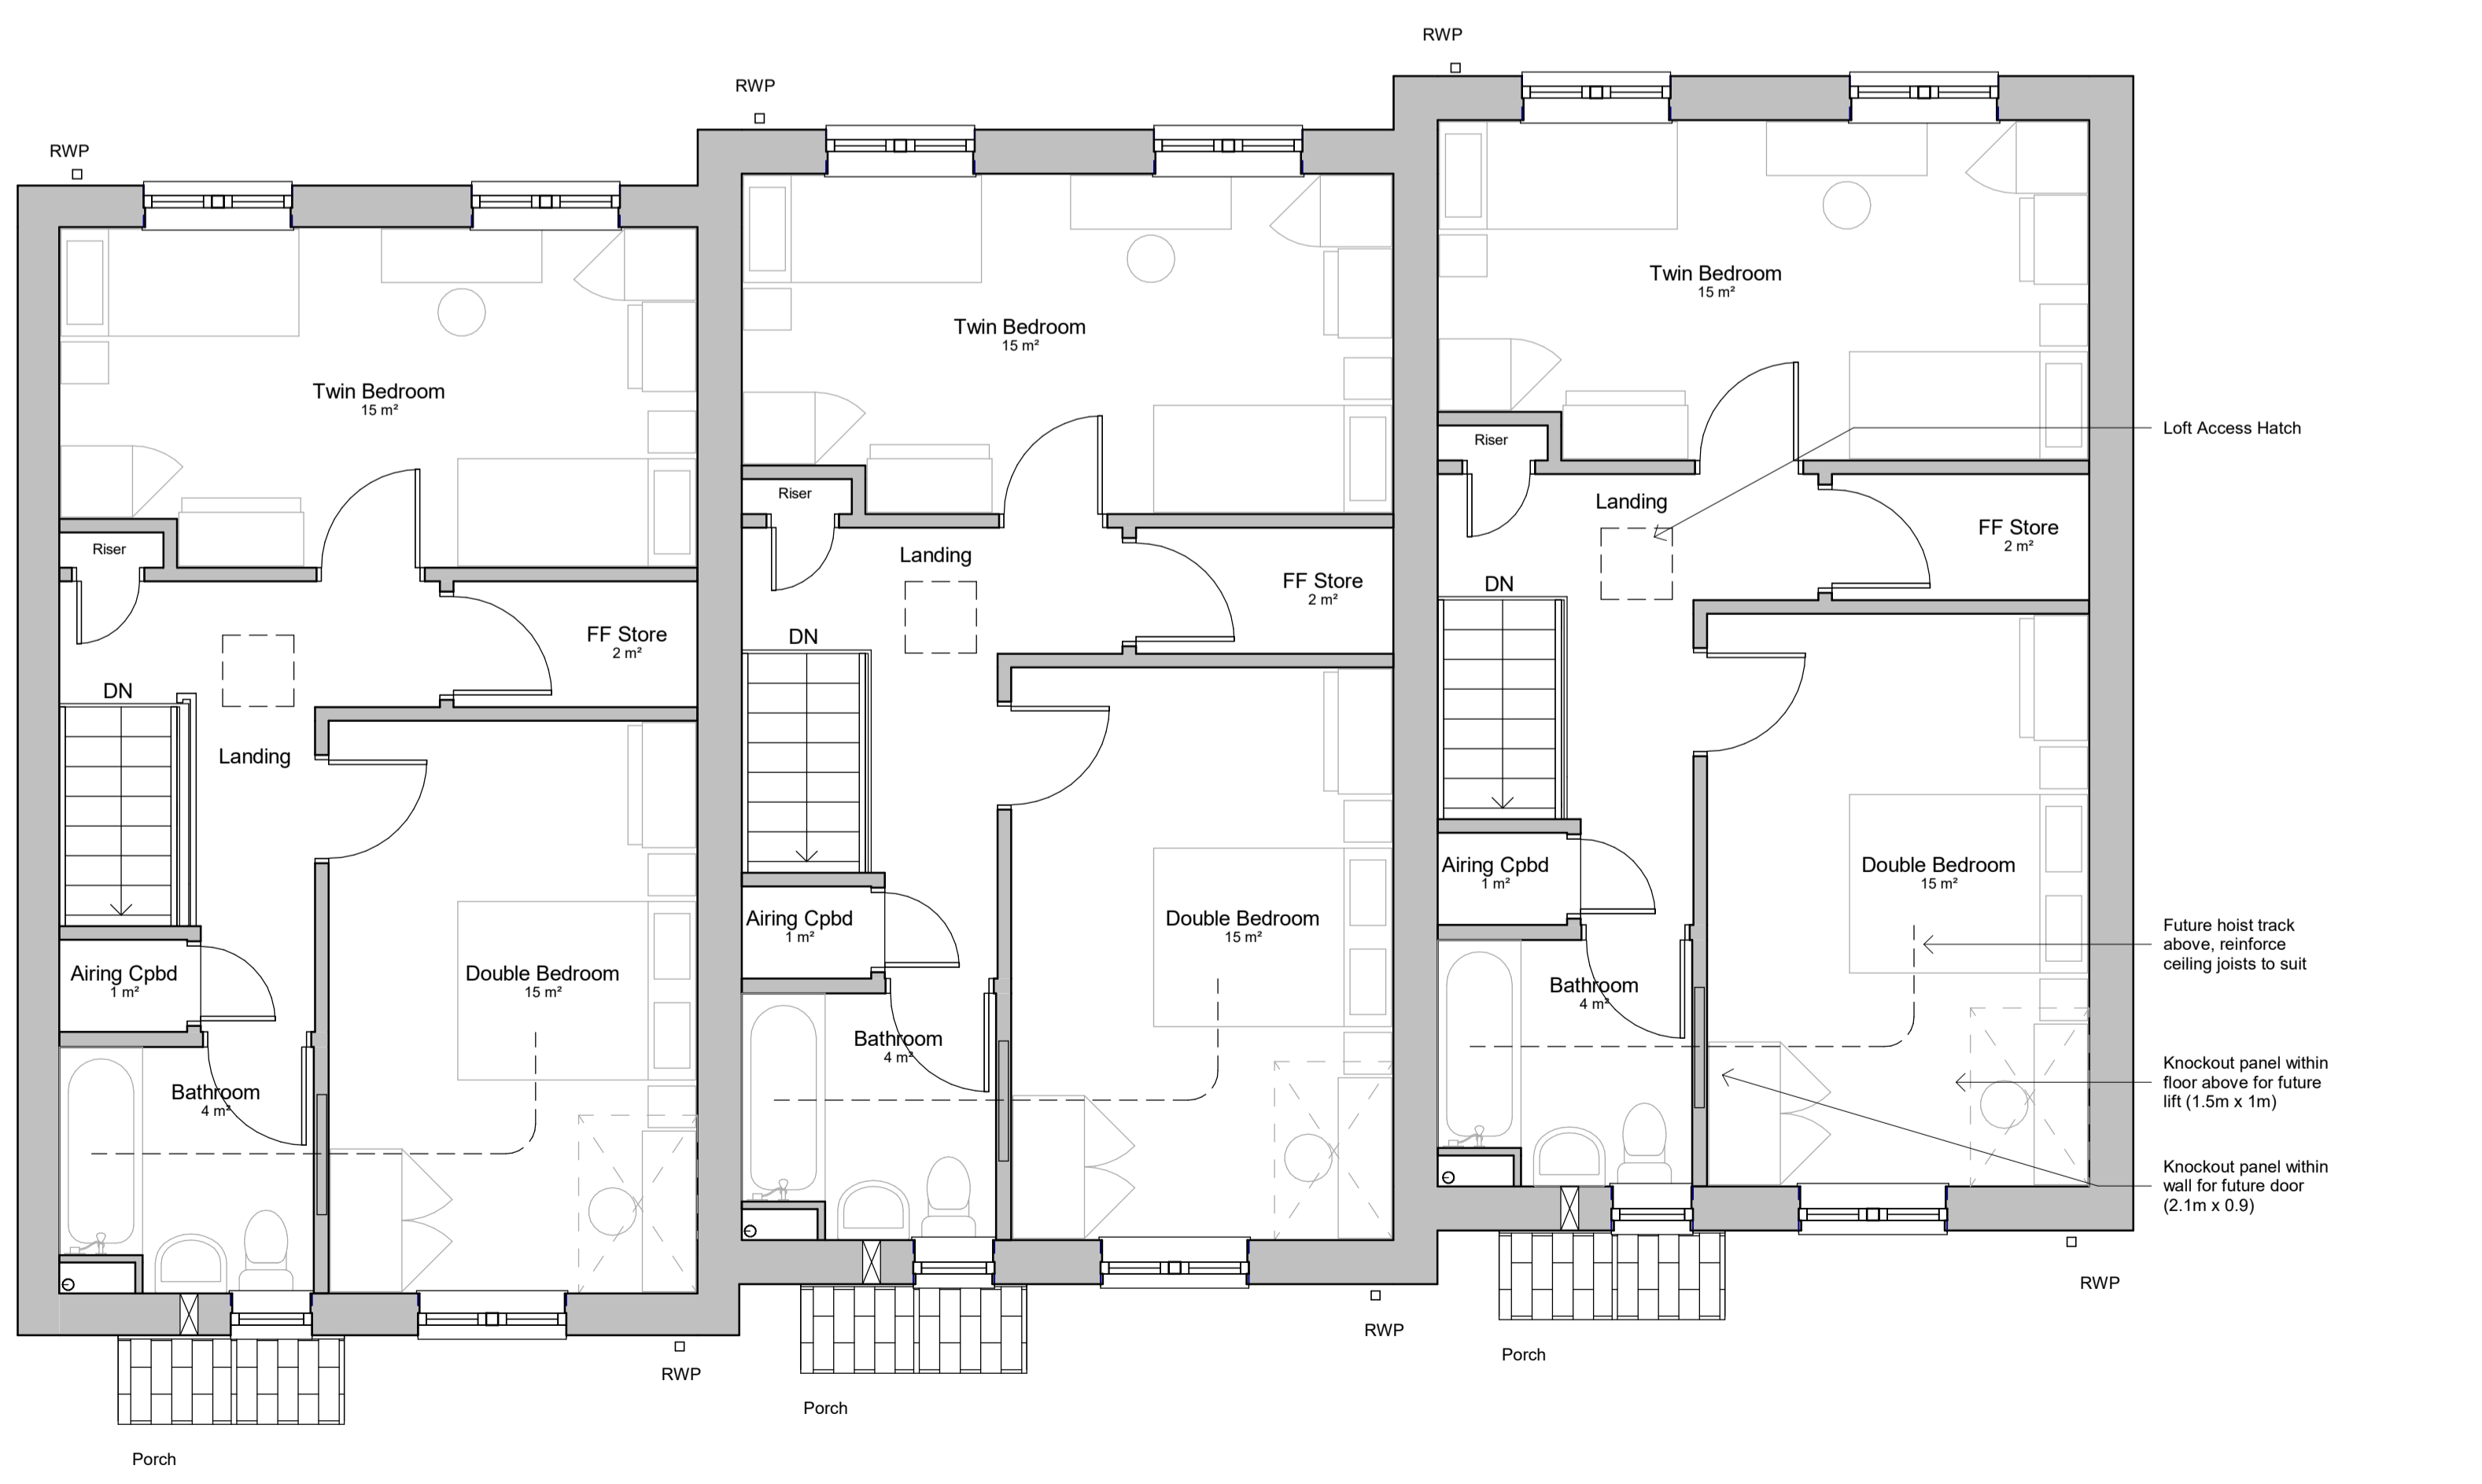 RWP
RWP
RWP
Twin Bedroom
15 m²
Riser
DN
Landing
FF Store
2 m²
Airing Cpbd
1 m²
Double Bedroom
15 m²
Bathroom
4 m²
RWP
Porch
Twin Bedroom
15 m²
Riser
Landing
DN
FF Store
2 m²
Airing Cpbd
1 m²
Double Bedroom
15 m²
Bathroom
4 m²
RWP
Porch
Twin Bedroom
15 m²
Riser
Landing
DN
FF Store
2 m²
Airing Cpbd
1 m²
Double Bedroom
15 m²
Bathroom
4 m²
RWP
Porch
Loft Access Hatch
Future hoist track
above, reinforce
ceiling joists to suit
Knockout panel within
floor above for future
lift (1.5m x 1m)
Knockout panel within
wall for future door
(2.1m x 0.9)